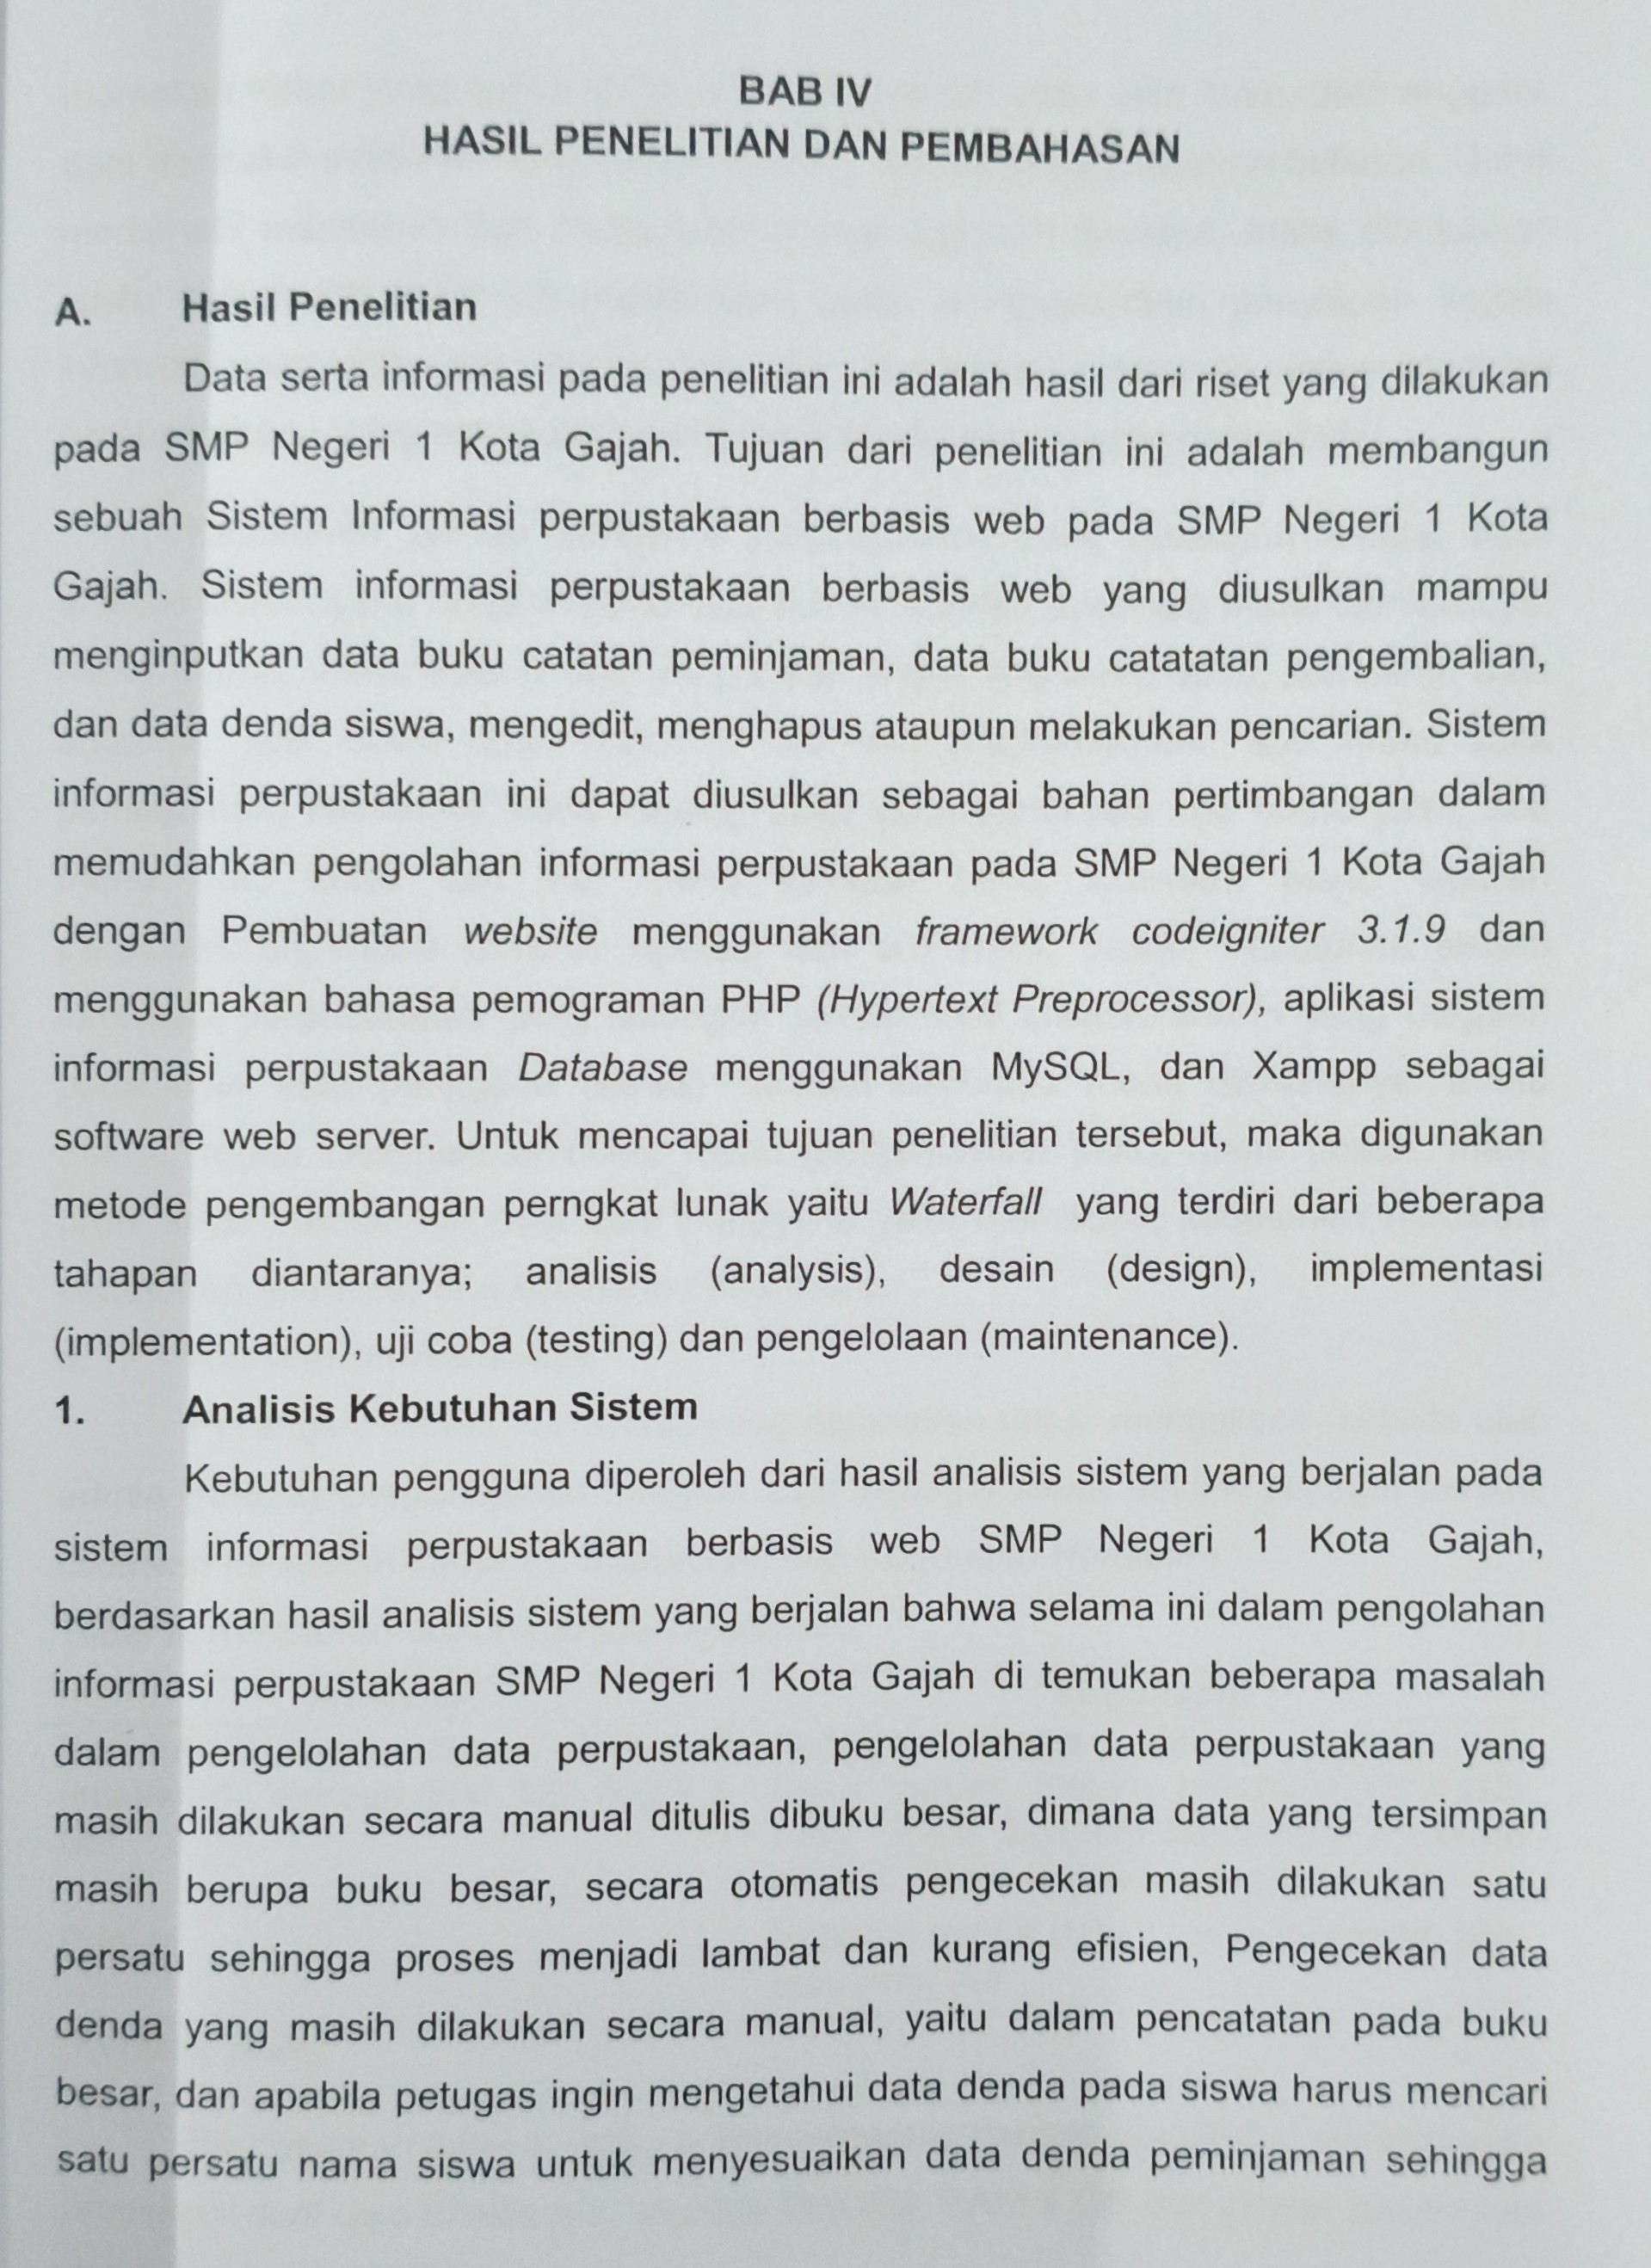 BAB IV
HASIL PENELITIAN DAN PEMBAHASAN
A. Hasil Penelitian
Data serta informasi pada penelitian ini adalah hasil dari riset yang dilakukan
pada SMP Negeri 1 Kota Gajah. Tujuan dari penelitian ini adalah membangun
sebuah Sistem Informasi perpustakaan berbasis web pada SMP Negeri 1 Kota
Gajah. Sistem informasi perpustakaan berbasis web yang diusulkan mampu
menginputkan data buku catatan peminjaman, data buku catatatan pengembalian,
dan data denda siswa, mengedit, menghapus ataupun melakukan pencarian. Sistem
informasi perpustakaan ini dapat diusulkan sebagai bahan pertimbangan dalam
memudahkan pengolahan informasi perpustakaan pada SMP Negeri 1 Kota Gajah
dengan Pembuatan website menggunakan framework codeigniter 3.1.9 dan
menggunakan bahasa pemograman PHP (Hypertext Preprocessor), aplikasi sistem
informasi perpustakaan Database menggunakan MySQL, dan Xampp sebagai
software web server. Untuk mencapai tujuan penelitian tersebut, maka digunakan
metode pengembangan perngkat lunak yaitu Waterfall yang terdiri dari beberapa
tahapan diantaranya; analisis (analysis), desain (design), implementasi
(implementation), uji coba (testing) dan pengelolaan (maintenance).
1. Analisis Kebutuhan Sistem
Kebutuhan pengguna diperoleh dari hasil analisis sistem yang berjalan pada
sistem informasi perpustakaan berbasis web SMP Negeri 1 Kota Gajah,
berdasarkan hasil analisis sistem yang berjalan bahwa selama ini dalam pengolahan
informasi perpustakaan SMP Negeri 1 Kota Gajah di temukan beberapa masalah
dalam pengelolahan data perpustakaan, pengelolahan data perpustakaan yang
masih dilakukan secara manual ditulis dibuku besar, dimana data yang tersimpan
masih berupa buku besar, secara otomatis pengecekan masih dilakukan satu
persatu sehingga proses menjadi lambat dan kurang efisien, Pengecekan data
denda yang masih dilakukan secara manual, yaitu dalam pencatatan pada buku
besar, dan apabila petugas ingin mengetahui data denda pada siswa harus mencari
satu persatu nama siswa untuk menyesuaikan data denda peminjaman sehingga